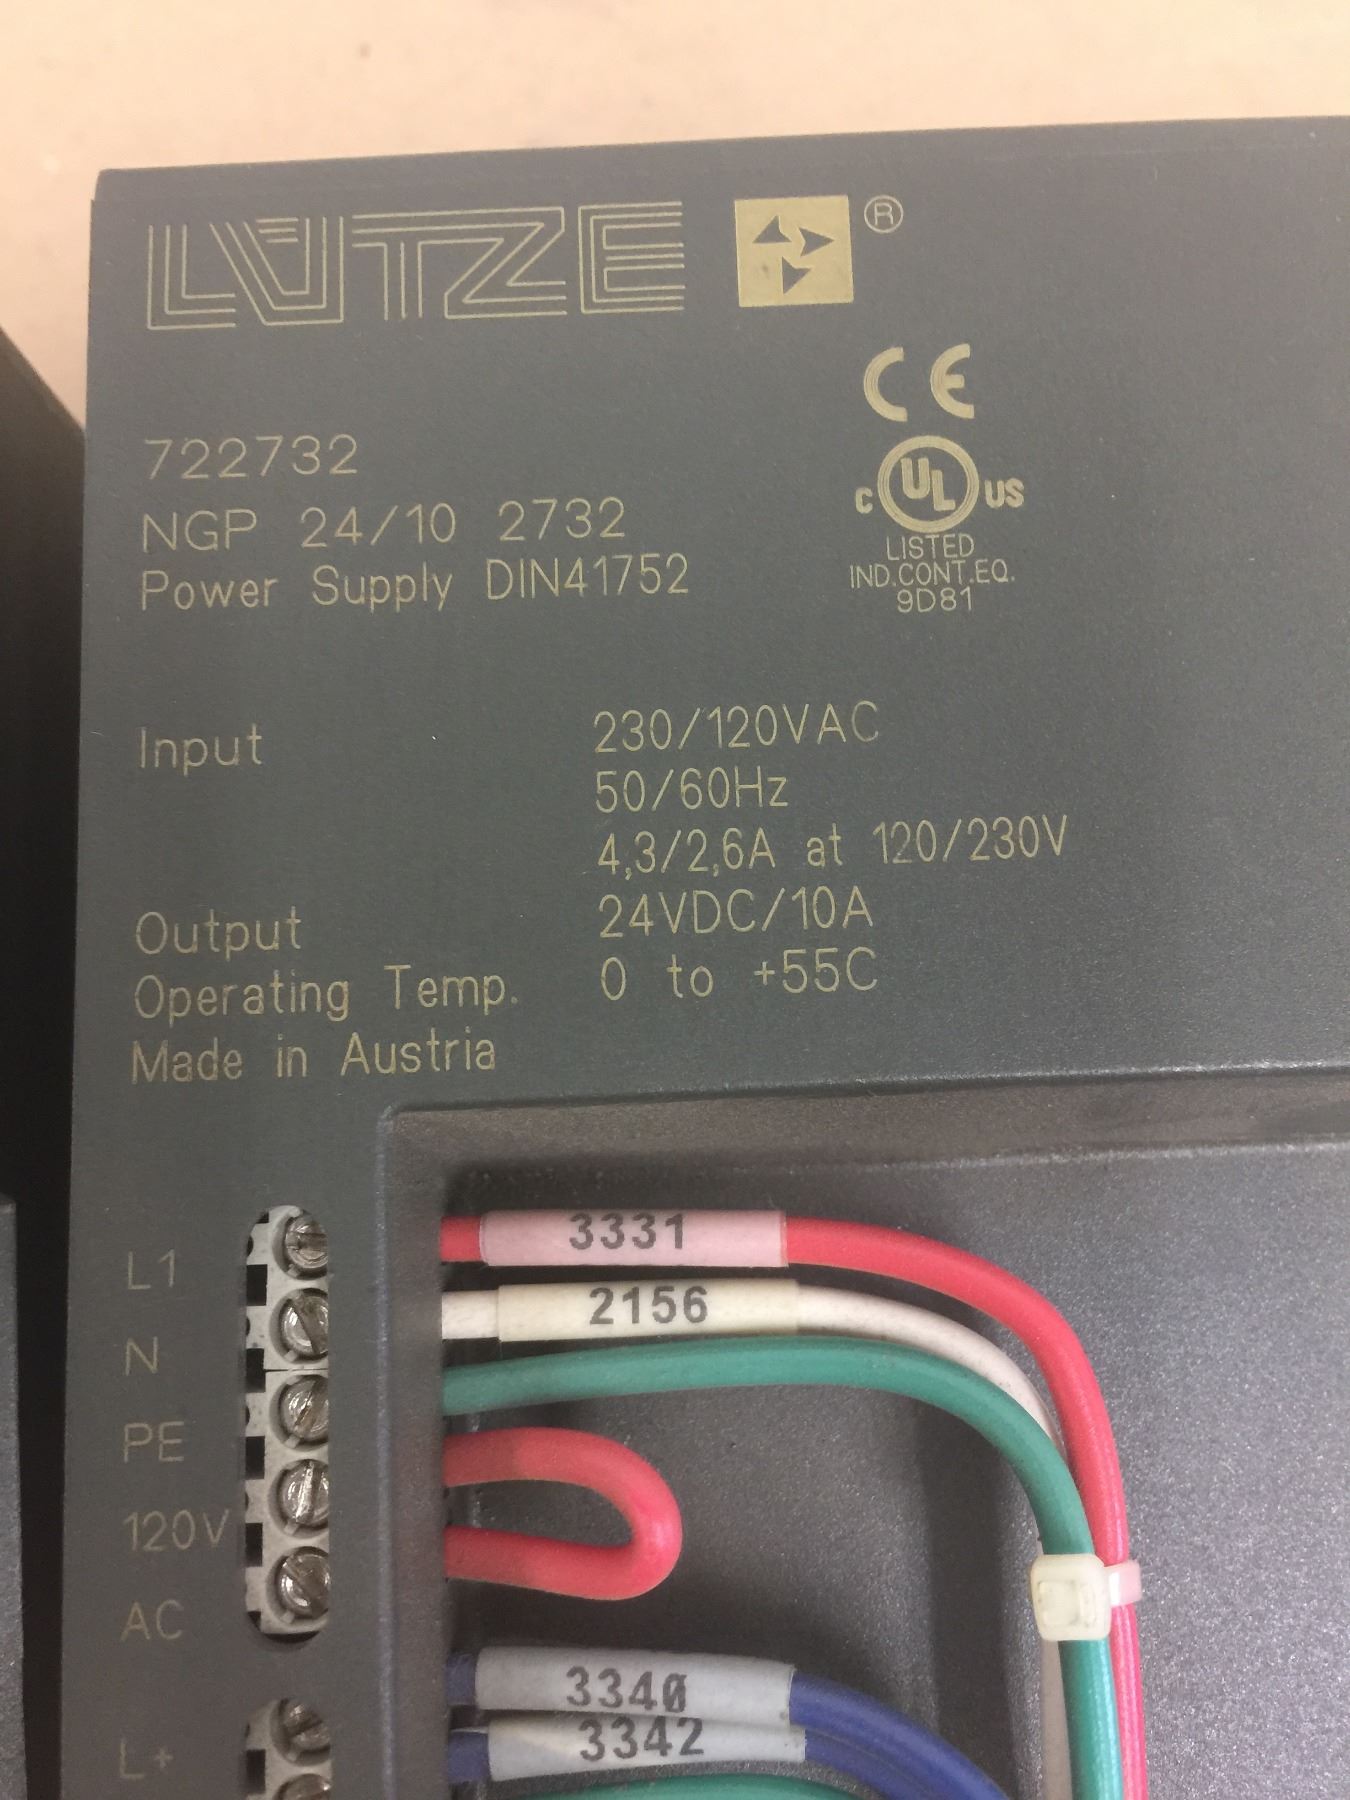 LÜTZE ®
CE
722732
C UL US
NGP 24/10 2732
LISTED
Power Supply DIN41752
IND.CONT.EQ.
9D81
Input 230/120VAC
50/60Hz
4,3/2,6A at 120/230V
Output 24VDC/10A
Operating Temp. 0 to +55C
Made in Austria
L1 3331
N 2156
PE
120V
AC
3340
L+ 3342